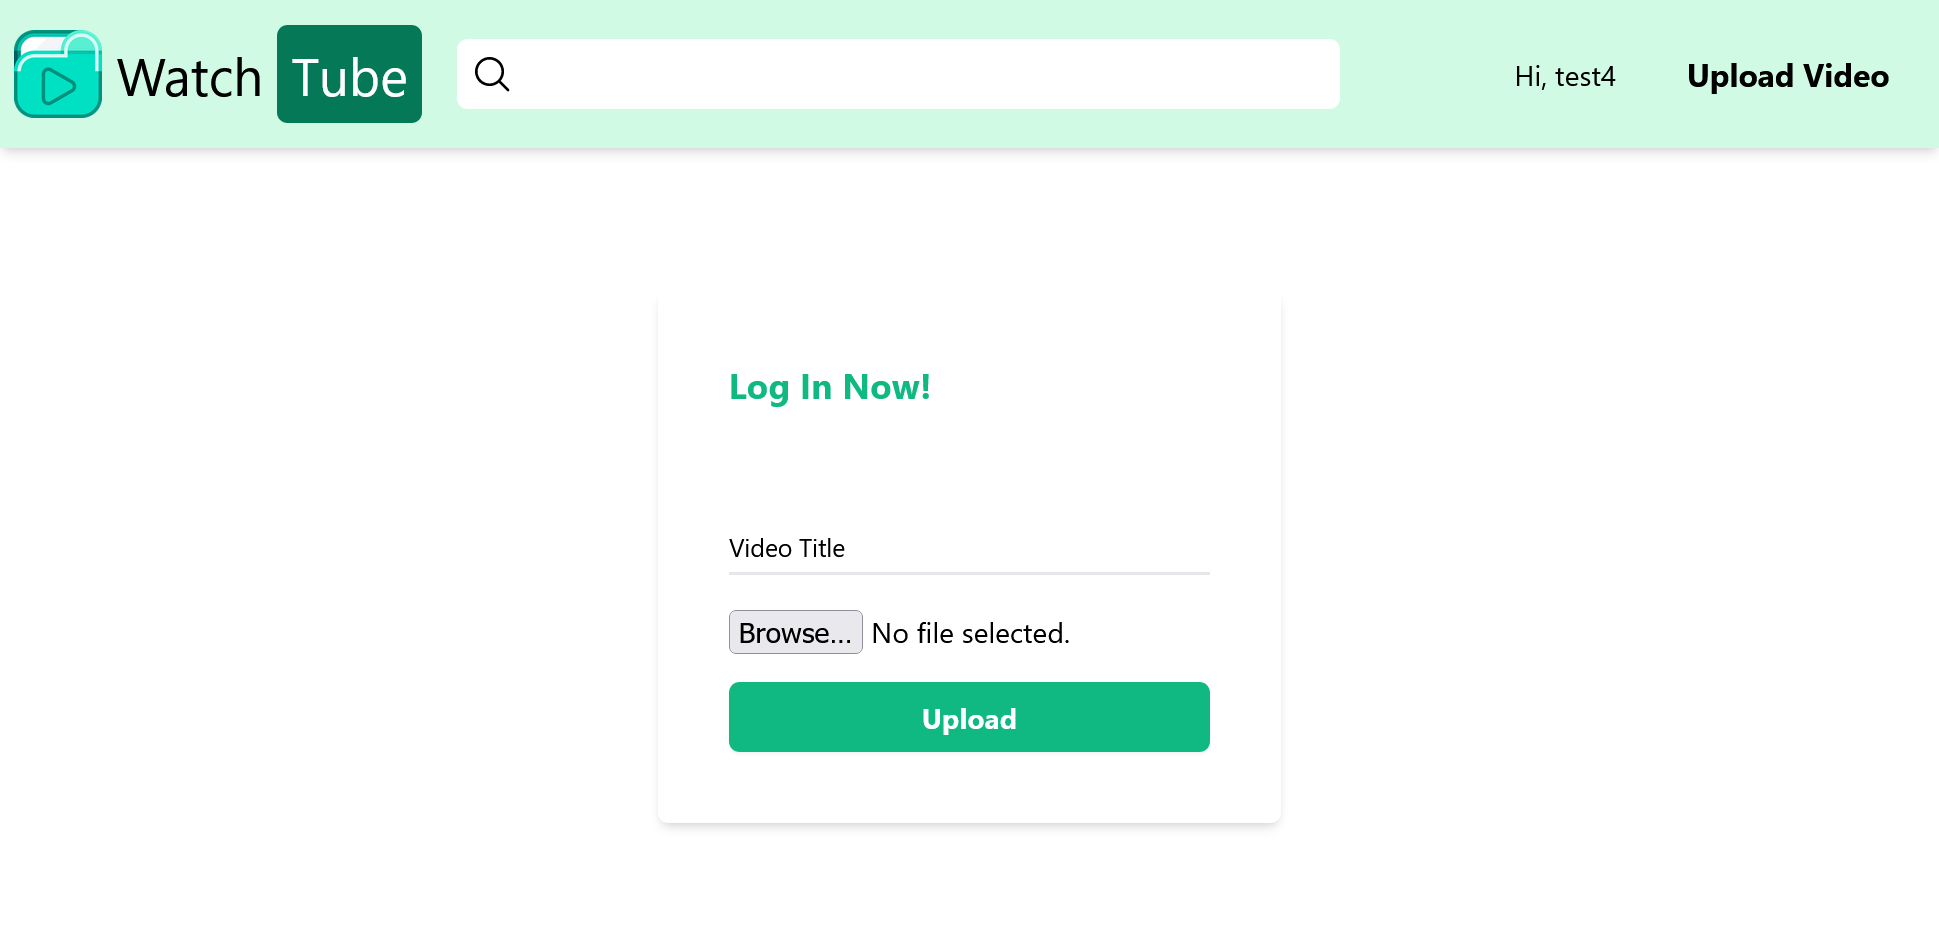 Watch Tube
Hi, test4
Upload Video
Log In Now!
Video Title
Browse... No file selected.
Upload